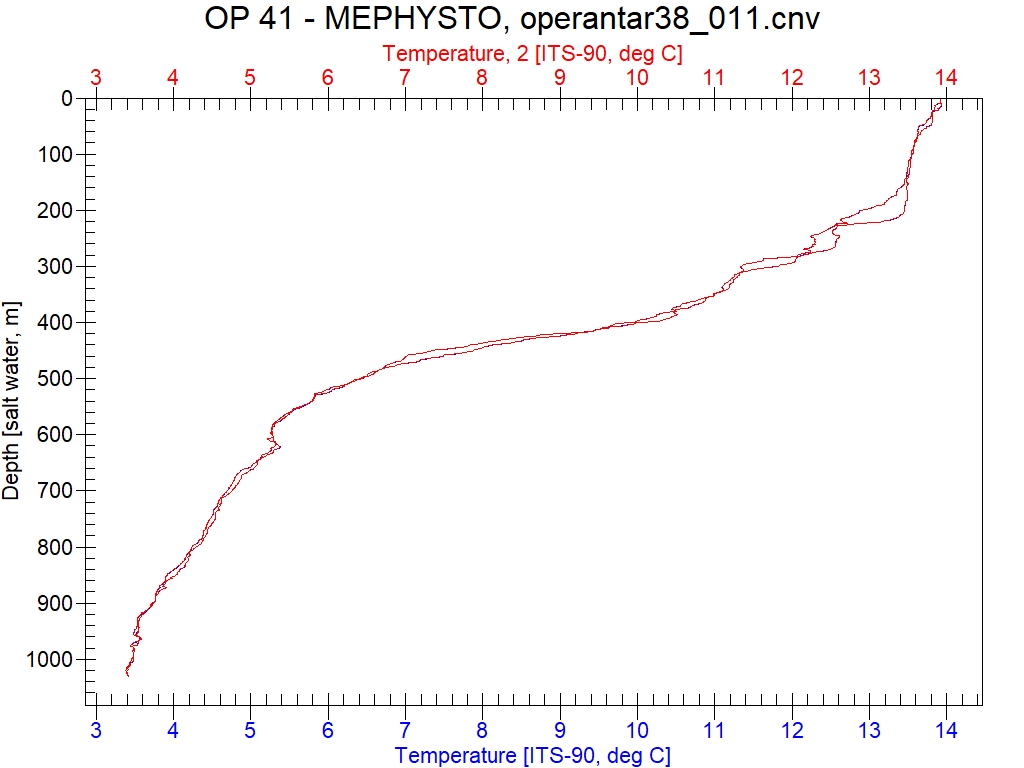 OP 41 - MEPHYSTO, operantar38_011.cnv
Temperature, 2 [ITS-90, deg C]
3 4 5 6 7 8 9 10 11 12 13 14
0
100
200
300
400
500
600
700
800
900
1000
Depth [salt water, m]
3 4 5 6 7 8 9 10 11 12 13 14
Temperature [ITS-90, deg C]